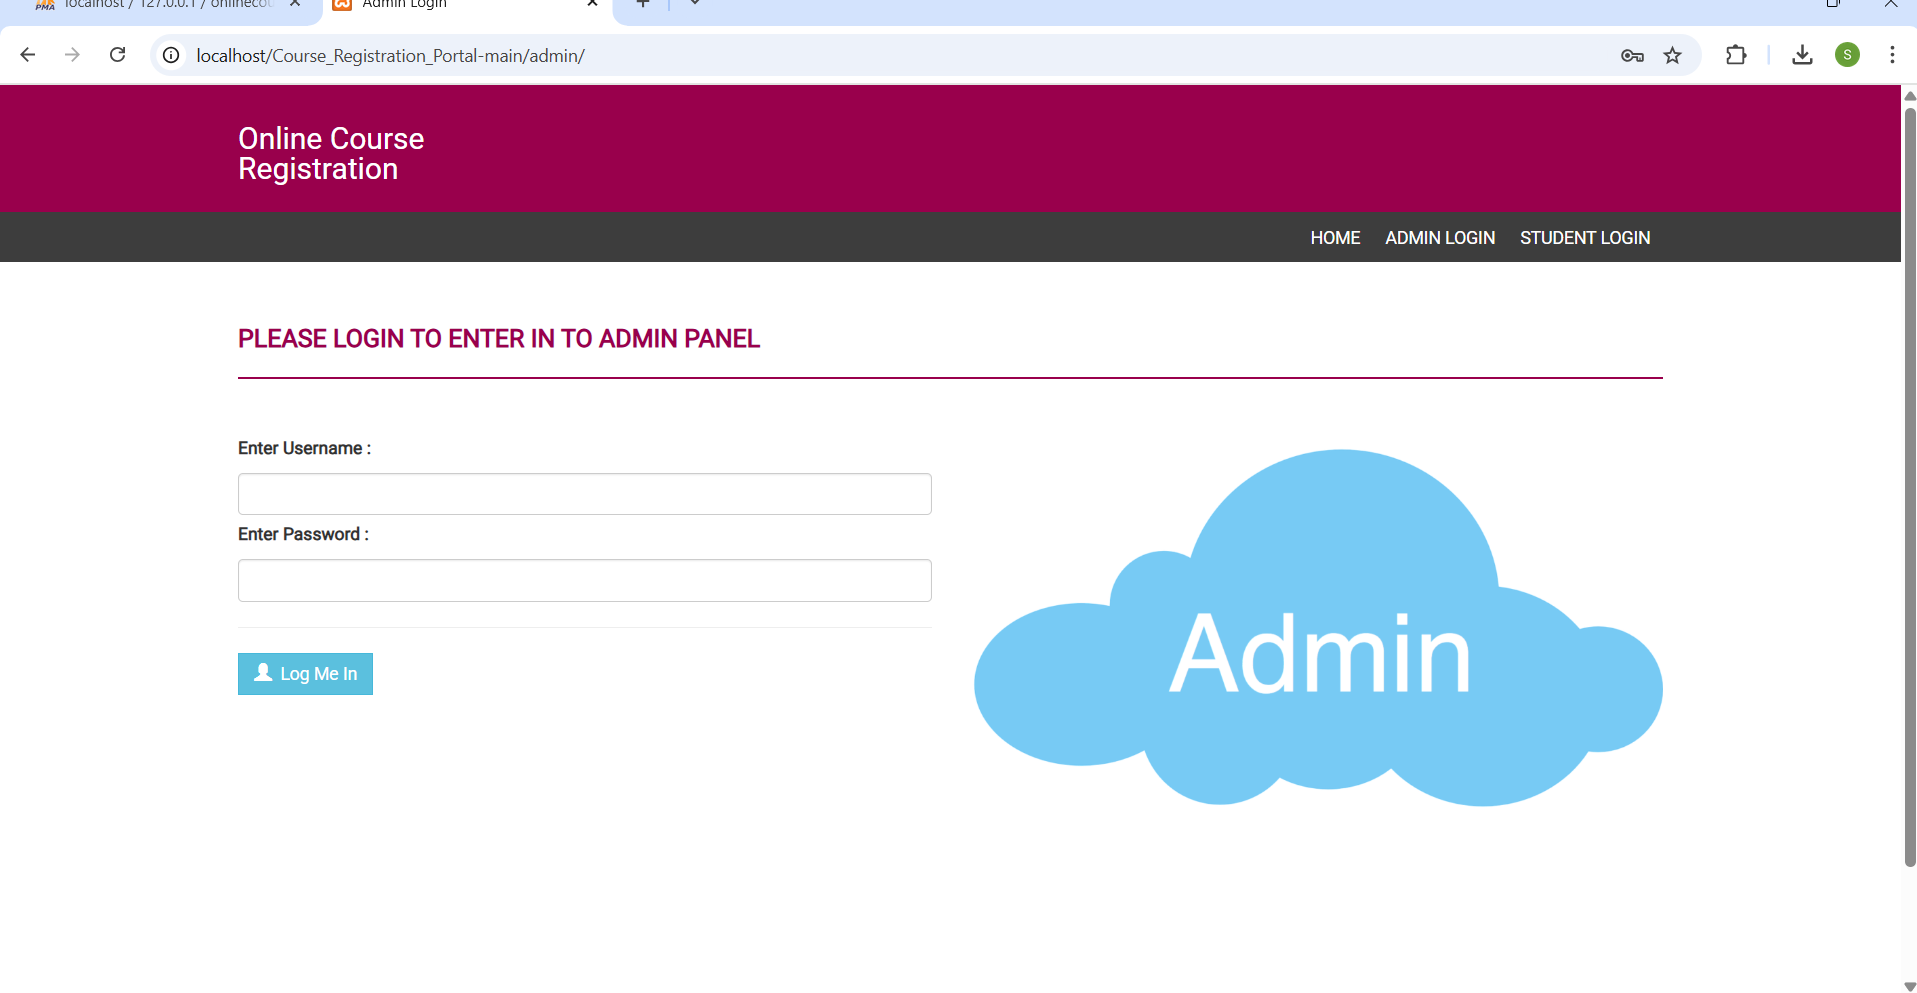 PMA localhost / 127.0.0.1 / onlinecou
Admin Login
localhost/Course_Registration_Portal-main/admin/
S
Online Course
Registration
HOME ADMIN LOGIN STUDENT LOGIN
PLEASE LOGIN TO ENTER IN TO ADMIN PANEL
Enter Username :
Enter Password :
Log Me In
Admin